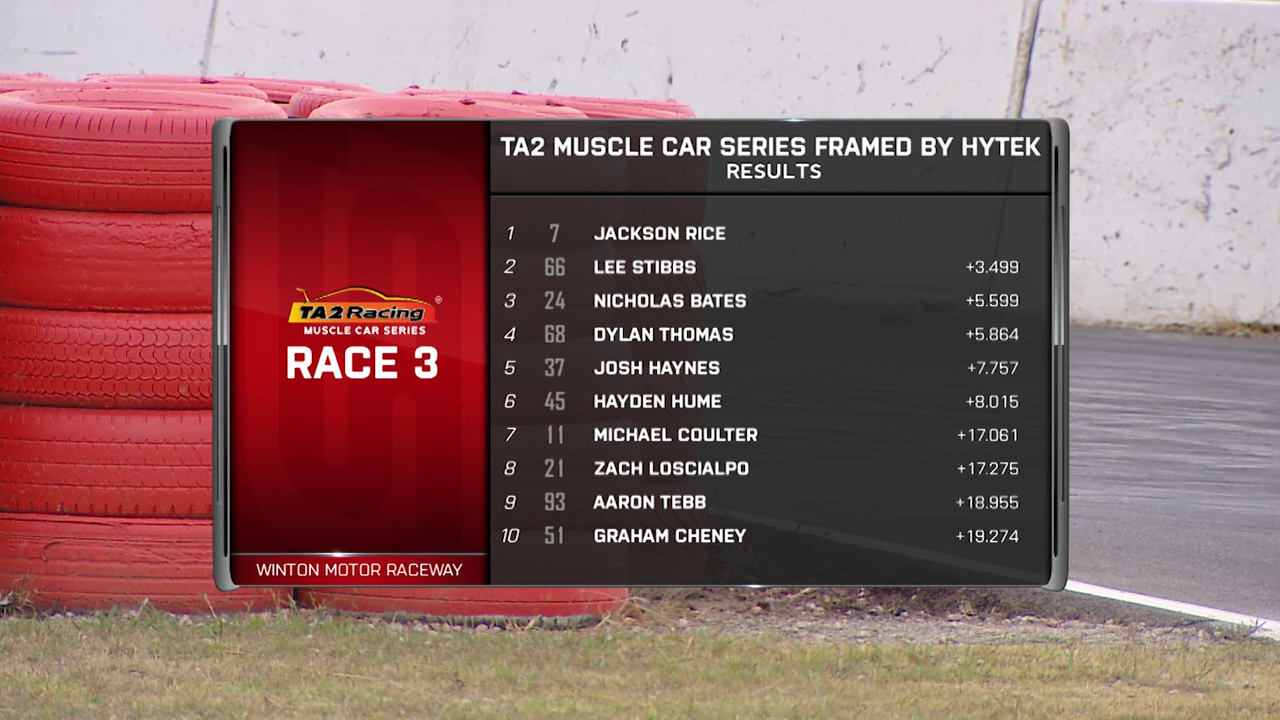 TA2 MUSCLE CAR SERIES FRAMED BY HYTEK
RESULTS
TA2 Racing ®
MUSCLE CAR SERIES
RACE 3
WINTON MOTOR RACEWAY
1 7 JACKSON RICE
2 66 LEE STIBBS +3.499
3 24 NICHOLAS BATES +5.599
4 68 DYLAN THOMAS +5.864
5 37 JOSH HAYNES +7.757
6 45 HAYDEN HUME +8.015
7 11 MICHAEL COULTER +17.061
8 21 ZACH LOSCIALPO +17.275
9 93 AARON TEBB +18.955
10 51 GRAHAM CHENEY +19.274